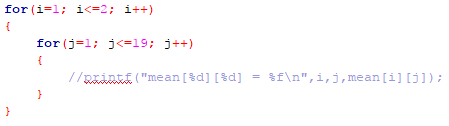 for(i=1; i<=2; i++)
{
for(j=1; j<=19; j++)
{
//printf("mean[%d][%d] = %f\n",i,j,mean[i][j]);
}
}